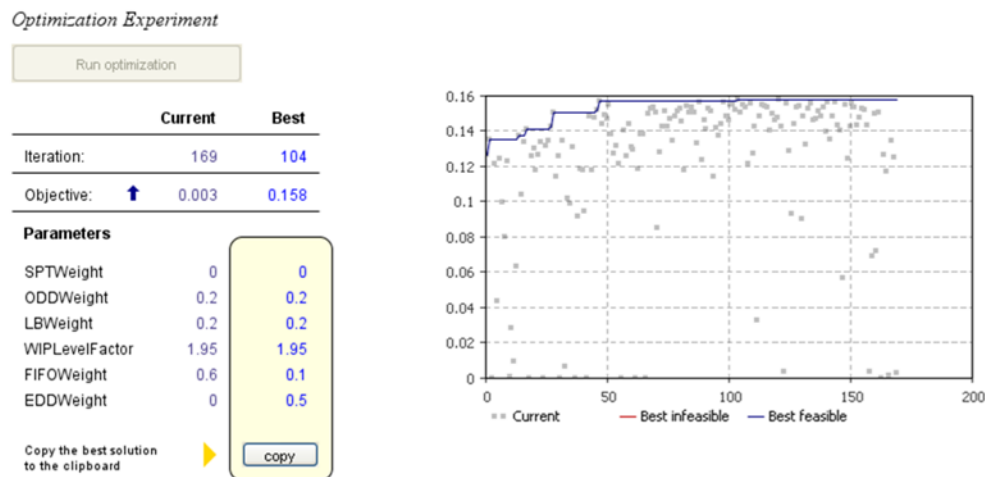 Optimization Experiment
Run optimization
Current Best
Iteration: 169 104
Objective: 0.003 0.158
Parameters
SPTWeight 0 0
ODDWeight 0.2 0.2
LBWeight 0.2 0.2
WIPLevelFactor 1.95 1.95
FIFOWeight 0.6 0.1
EDDWeight 0 0.5
Copy the best solution
to the clipboard
copy
0.16
0.14
0.12
0.1
0.08
0.06
0.04
0.02
0
0 50 100 150 200
Current Best infeasible Best feasible